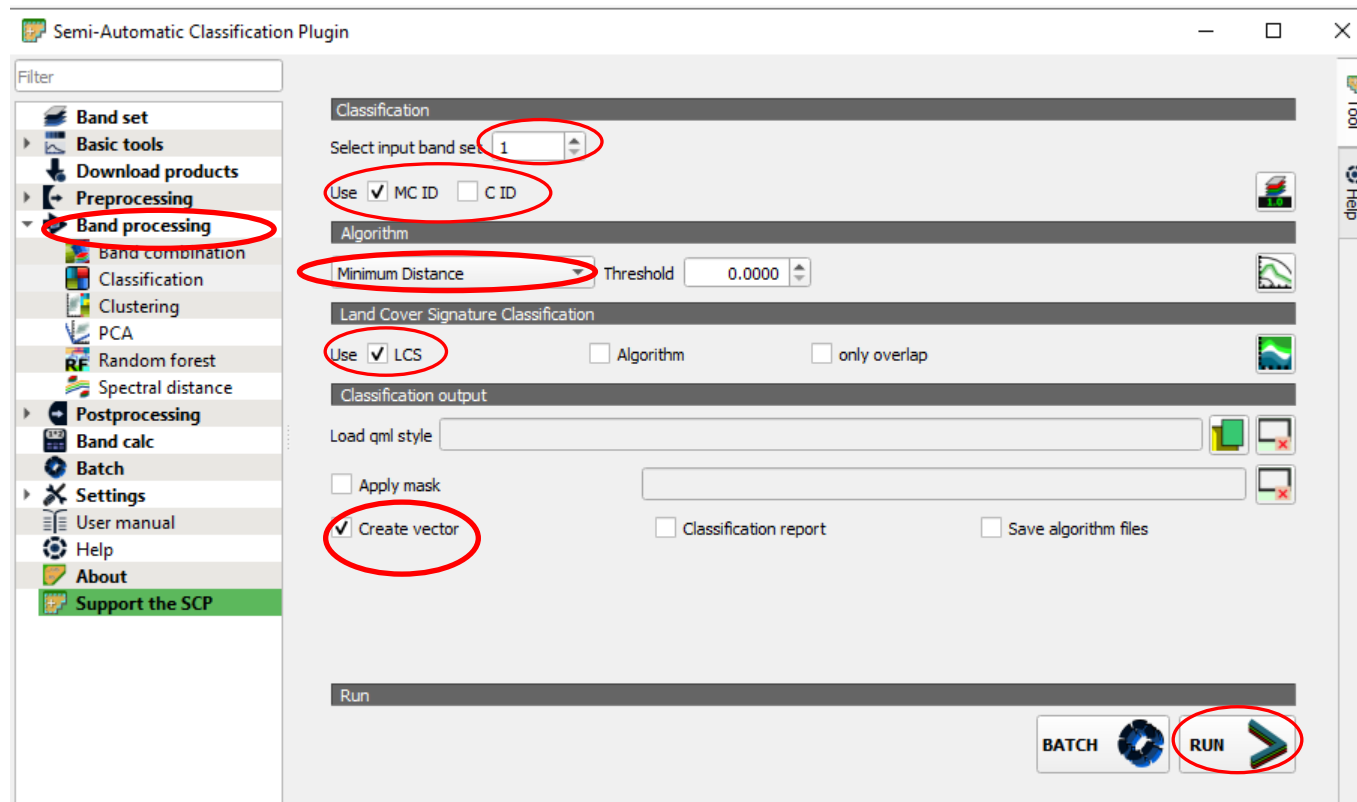 Semi-Automatic Classification Plugin
Filter
Band set
Basic tools
Download products
Preprocessing
Band processing
Band combination
Classification
Clustering
PCA
RF Random forest
Spectral distance
Postprocessing
Band calc
Batch
Settings
User manual
Help
About
Support the SCP
Classification
Select input band set 1
Use MC ID C ID
1.0
Algorithm
Minimum Distance Threshold 0.0000
Land Cover Signature Classification
Use LCS Algorithm only overlap
Classification output
Load qml style
Apply mask
Create vector Classification report Save algorithm files
Run
BATCH RUN
Tool
Help